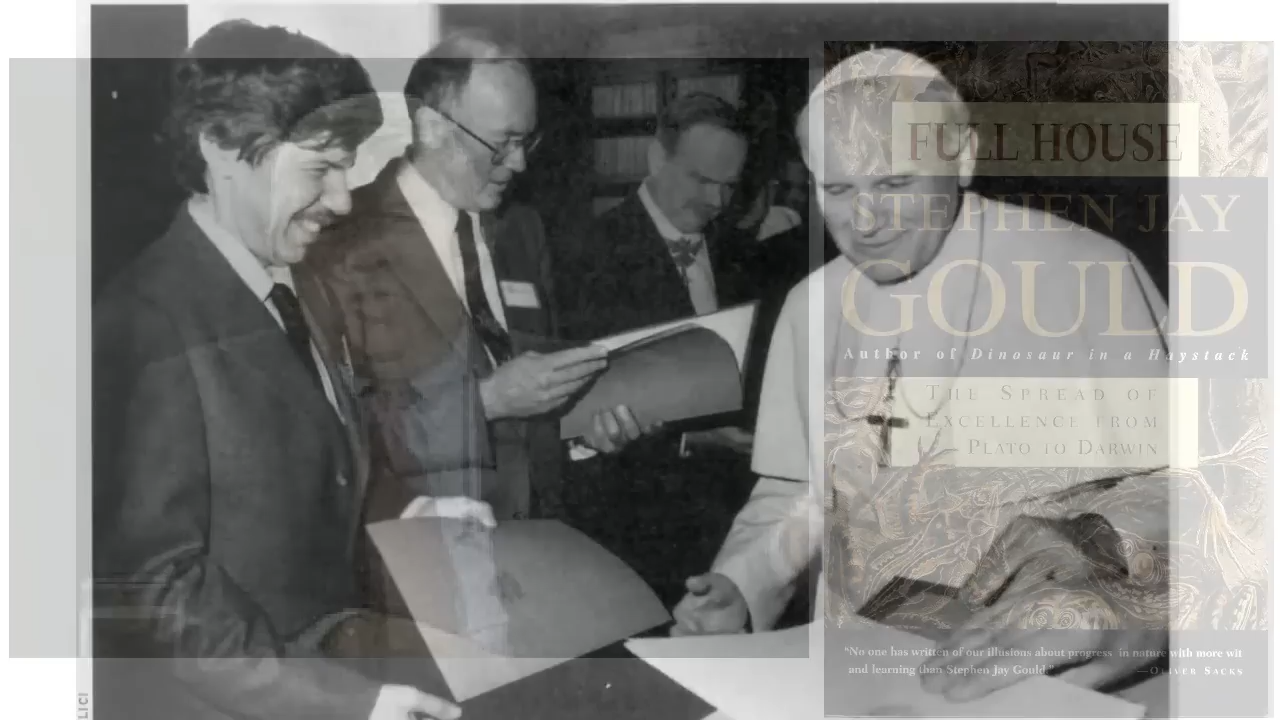 FULL HOUSE
STEPHEN JAY
GOULD
Author of Dinosaur in a Haystack
THE SPREAD OF
EXCELLENCE FROM
PLATO TO DARWIN
"No one has written of our illusions about progress in nature with more wit
and learning than Stephen Jay Gould."
—OLIVER SACKS
LICI